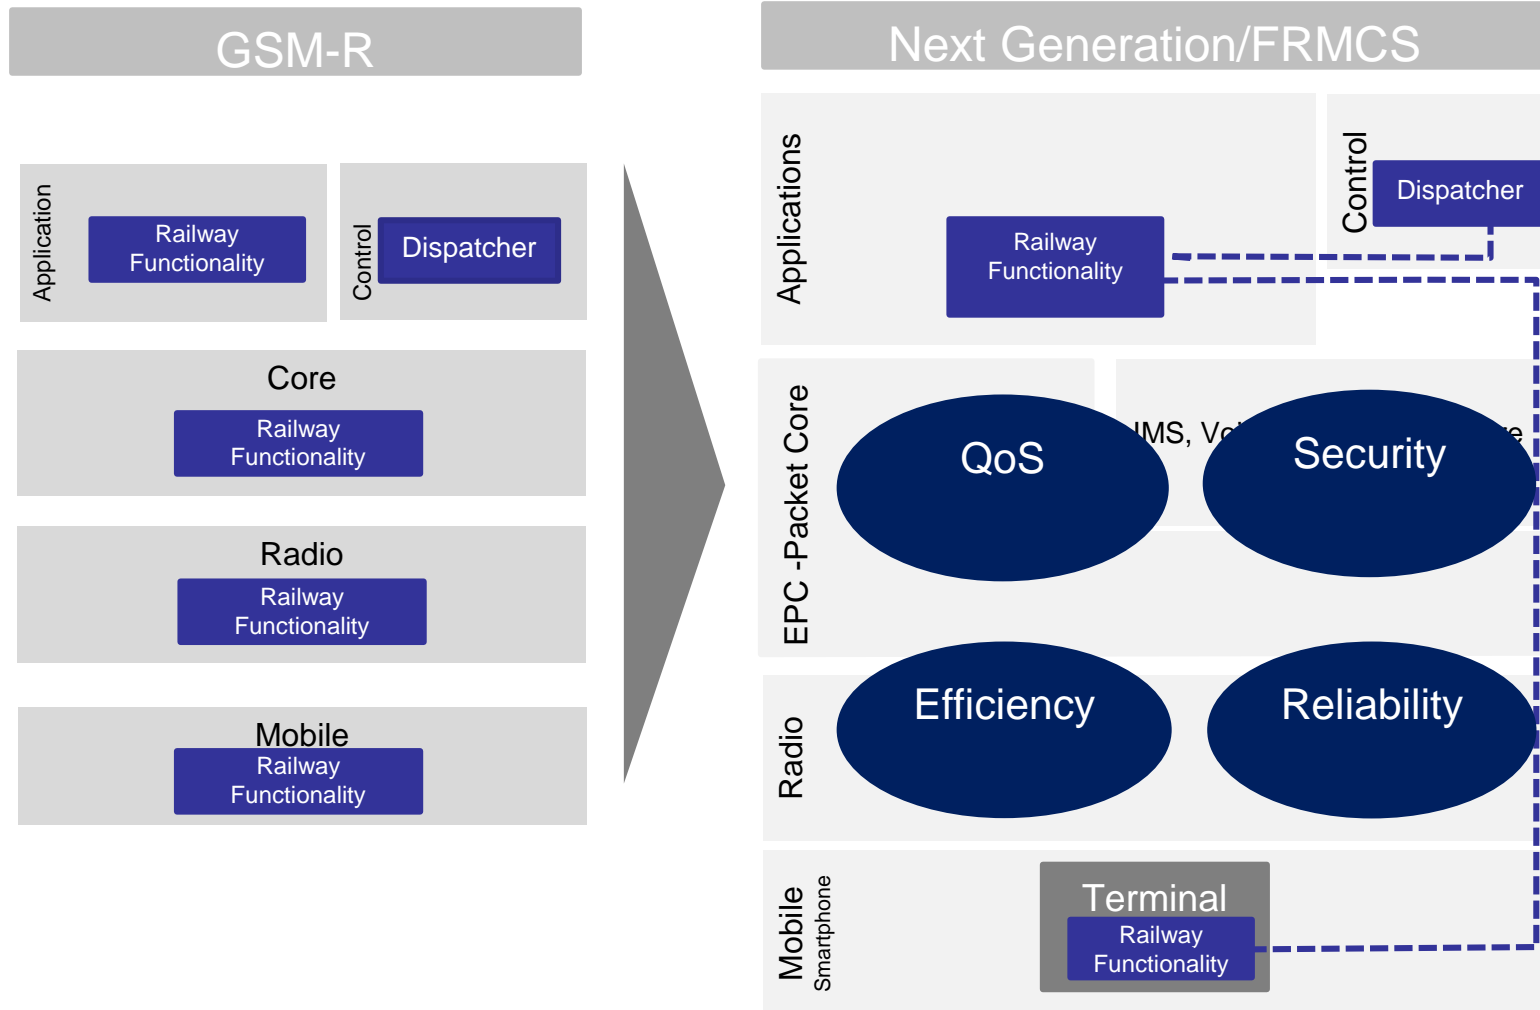 GSM-R
Application
Railway
Functionality
Control
Dispatcher
Core
Railway
Functionality
Radio
Railway
Functionality
Mobile
Railway
Functionality
Next Generation/FRMCS
Applications
Railway
Functionality
Control
Dispatcher
EPC -Packet Core
IMS,
QoS
Security
Radio
Efficiency
Reliability
Mobile
Smartphone
Terminal
Railway
Functionality